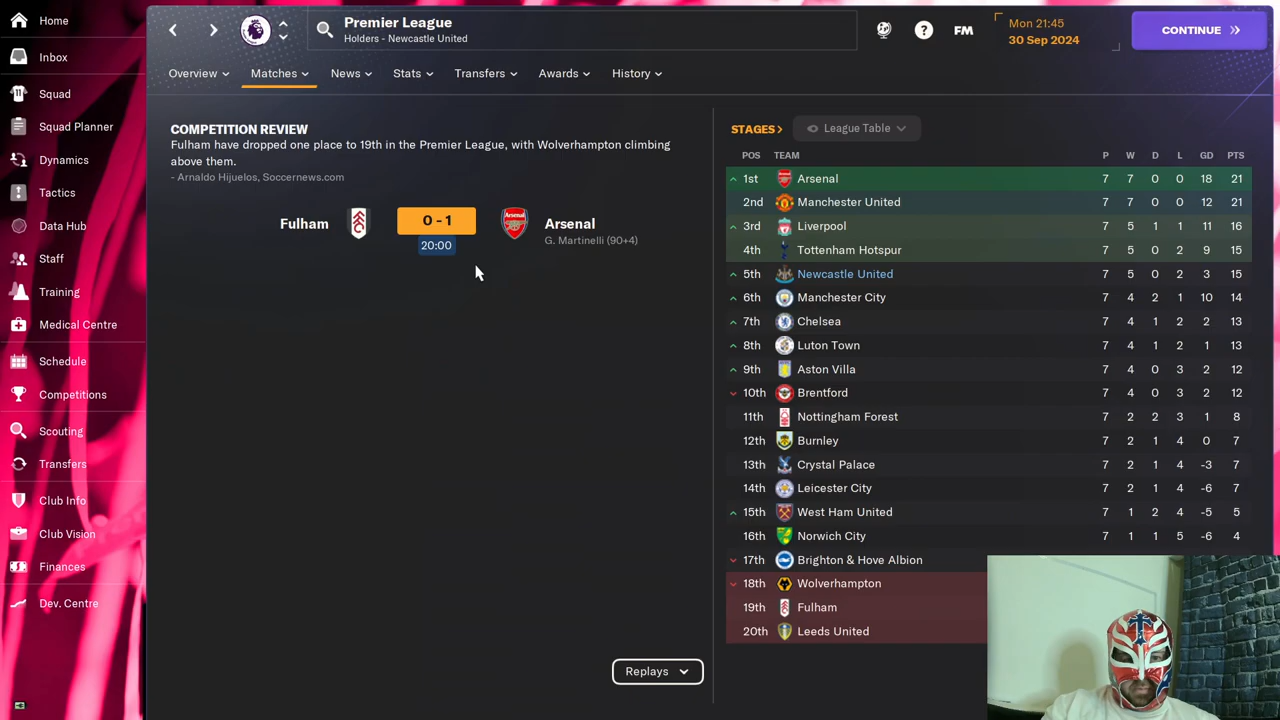 Home
Inbox
Squad
Squad Planner
Dynamics
Tactics
Data Hub
Staff
Training
Medical Centre
Schedule
Competitions
Scouting
Transfers
Club Info
Club Vision
Finances
Dev. Centre
Premier League
Holders - Newcastle United
FM
Mon 21:45
30 Sep 2024
CONTINUE
Overview
Matches
News
Stats
Transfers
Awards
History
COMPETITION REVIEW
Fulham have dropped one place to 19th in the Premier League, with Wolverhampton climbing
above them.
- Arnaldo Hijuelos, Soccernews.com
Fulham 0 - 1 Arsenal
20:00 G. Martinelli (90+4)
Replays
STAGES> League Table
POS TEAM P W D L GD PTS
1st Arsenal 7 7 0 0 18 21
2nd Manchester United 7 7 0 0 12 21
3rd Liverpool 7 5 1 1 11 16
4th Tottenham Hotspur 7 5 0 2 9 15
5th Newcastle United 7 5 0 2 3 15
6th Manchester City 7 4 2 1 10 14
7th Chelsea 7 4 1 2 2 13
8th Luton Town 7 4 1 2 1 13
9th Aston Villa 7 4 0 3 2 12
10th Brentford 7 4 0 3 2 12
11th Nottingham Forest 7 2 2 3 1 8
12th Burnley 7 2 1 4 0 7
13th Crystal Palace 7 2 1 4 -3 7
14th Leicester City 7 2 1 4 -6 7
15th West Ham United 7 1 2 4 -5 5
16th Norwich City 7 1 1 5 -6 4
17th Brighton & Hove Albion
18th Wolverhampton
19th Fulham
20th Leeds United